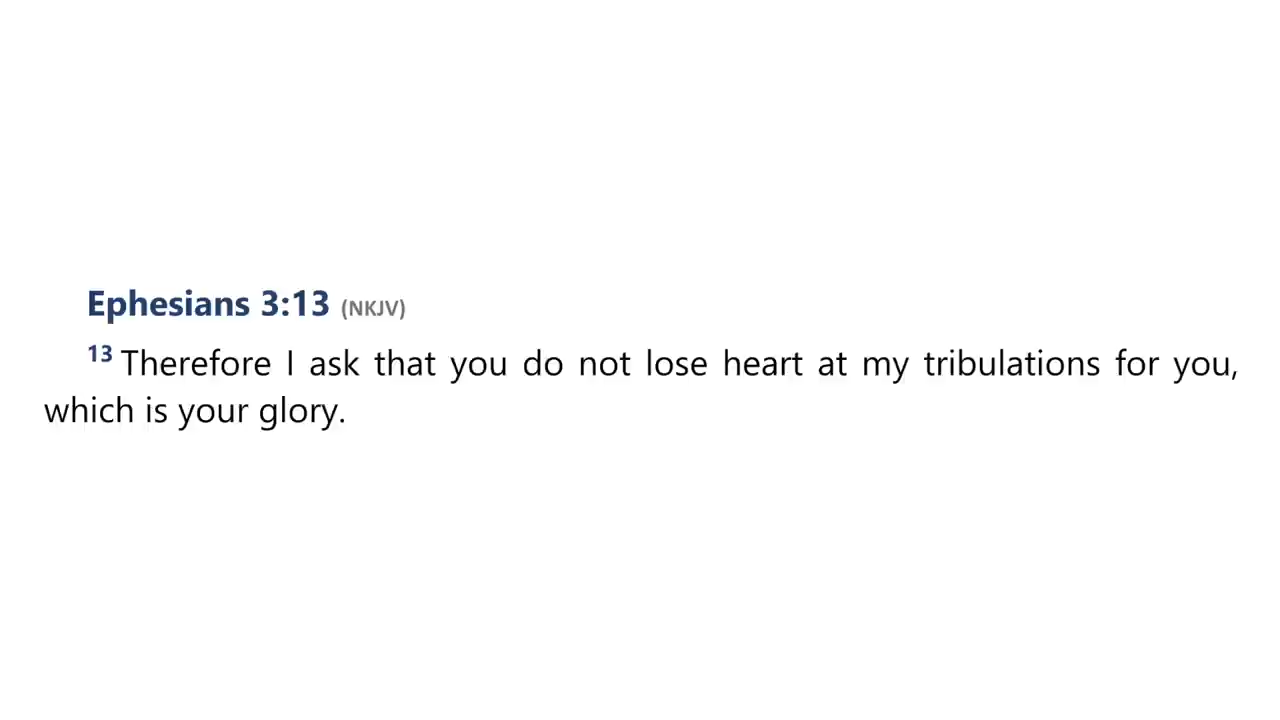 Ephesians 3:13 (NKJV)
13 Therefore I ask that you do not lose heart at my tribulations for you,
which is your glory.